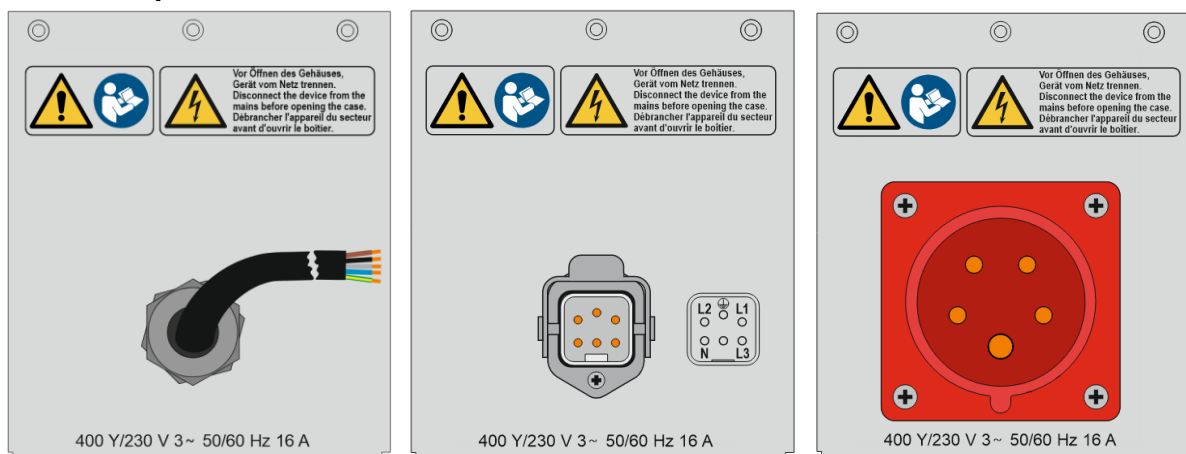 Vor Öffnen des Gehäuses,
Gerät vom Netz trennen.
Disconnect the device from the
mains before opening the case.
Débrancher l'appareil du secteur
avant d'ouvrir le boîtier.
400 Y/230 V 3~ 50/60 Hz 16 A
Vor Öffnen des Gehäuses,
Gerät vom Netz trennen.
Disconnect the device from the
mains before opening the case.
Débrancher l'appareil du secteur
avant d'ouvrir le boîtier.
L2 L1
N L3
400 Y/230 V 3~ 50/60 Hz 16 A
Vor Öffnen des Gehäuses,
Gerät vom Netz trennen.
Disconnect the device from the
mains before opening the case.
Débrancher l'appareil du secteur
avant d'ouvrir le boîtier.
400 Y/230 V 3~ 50/60 Hz 16 A